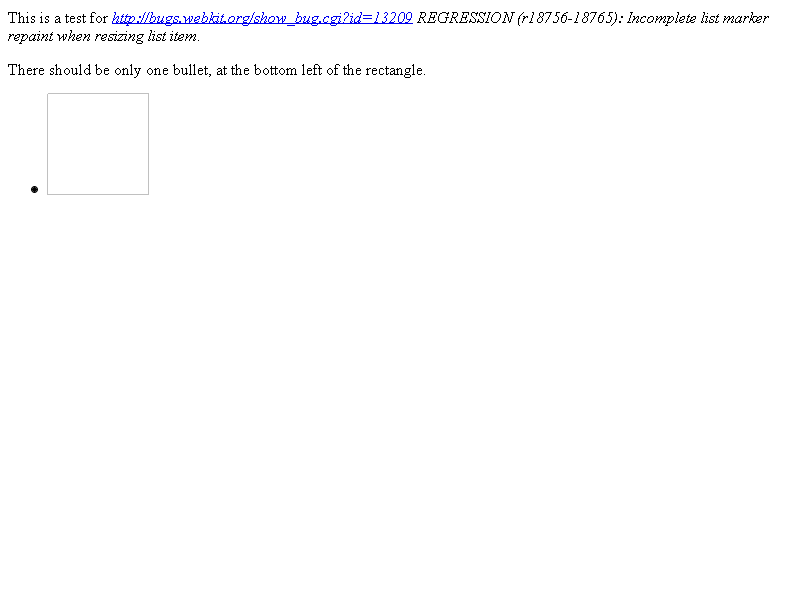 This is a test for http://bugs.webkit.org/show_bug.cgi?id=13209 REGRESSION (r18756-18765): Incomplete list marker
repaint when resizing list item.
There should be only one bullet, at the bottom left of the rectangle.